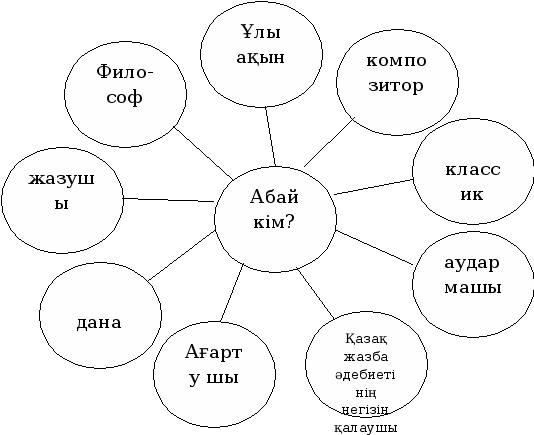 Ұлы
ақын
компо
зитор
Фило-
соф
класс
ик
жазуш
ы
Абай
кім?
аудар
машы
дана
Ағарт
у шы
Қазақ
жазба
әдебиеті
нің
негізін
қалаушы